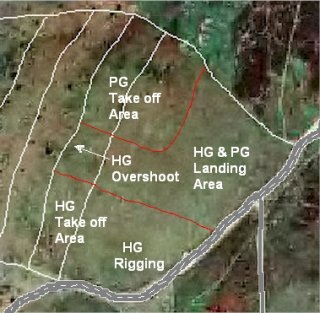 PG
Take off
Area
HG
Overshoot
HG & PG
Landing
Area
HG
Take off
Area
HG
Rigging